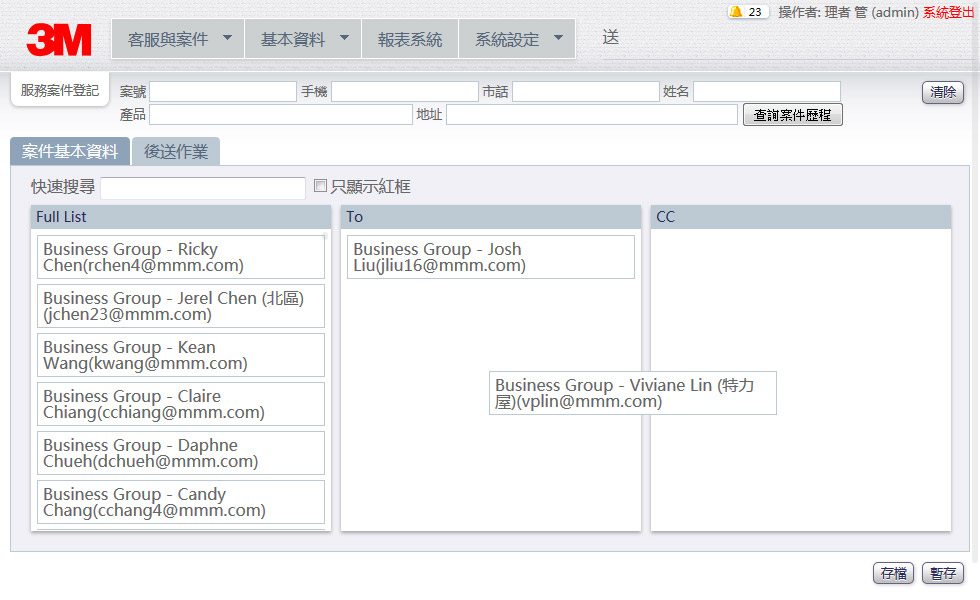 23 操作者: 理者 管 (admin) 系統登出
3M 客服與案件 基本資料 報表系統 系統設定 送
服務案件登記 案號 手機 市話 姓名 清除
產品 地址 查詢案件歷程
案件基本資料 後送作業
快速搜尋 只顯示紅框
Full List
Business Group - Ricky
Chen(rchen4@mmm.com)
Business Group - Jerel Chen (北區)
(jchen23@mmm.com)
Business Group - Kean
Wang(kwang@mmm.com)
Business Group - Claire
Chiang(cchiang@mmm.com)
Business Group - Daphne
Chueh(dchueh@mmm.com)
Business Group - Candy
Chang(cchang4@mmm.com)
To
Business Group - Josh
Liu(jliu16@mmm.com)
Business Group - Viviane Lin (特力
屋)(vplin@mmm.com)
CC
存檔 暫存